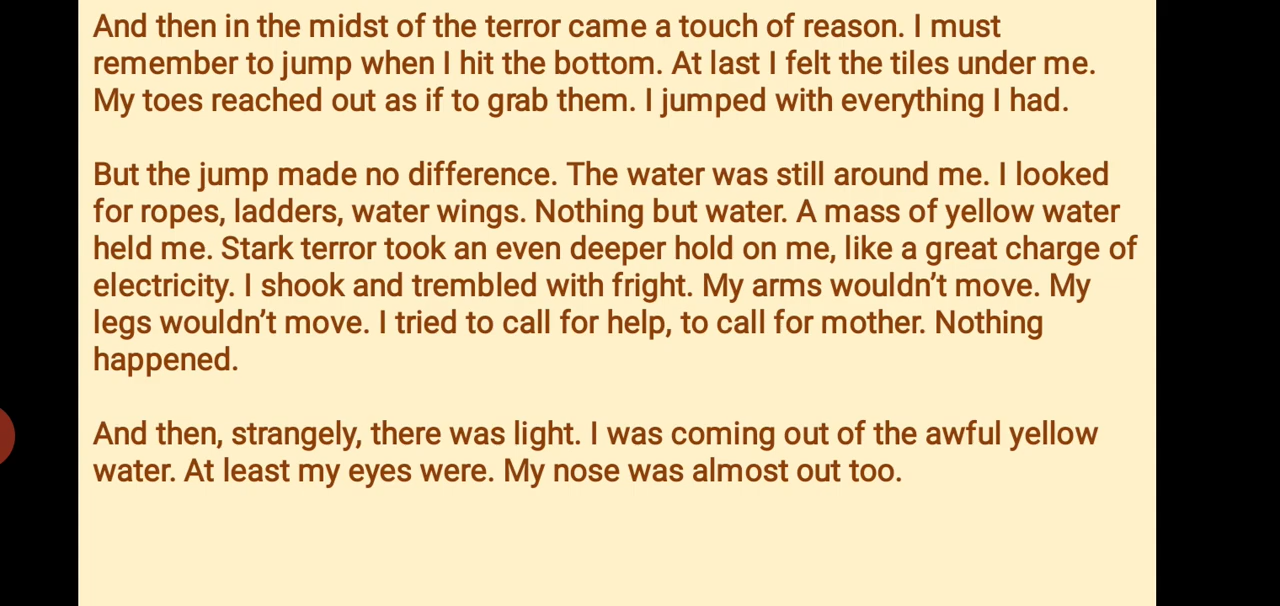 And then in the midst of the terror came a touch of reason. I must
remember to jump when I hit the bottom. At last I felt the tiles under me.
My toes reached out as if to grab them. I jumped with everything I had.
But the jump made no difference. The water was still around me. I looked
for ropes, ladders, water wings. Nothing but water. A mass of yellow water
held me. Stark terror took an even deeper hold on me, like a great charge of
electricity. I shook and trembled with fright. My arms wouldn’t move. My
legs wouldn’t move. I tried to call for help, to call for mother. Nothing
happened.
And then, strangely, there was light. I was coming out of the awful yellow
water. At least my eyes were. My nose was almost out too.